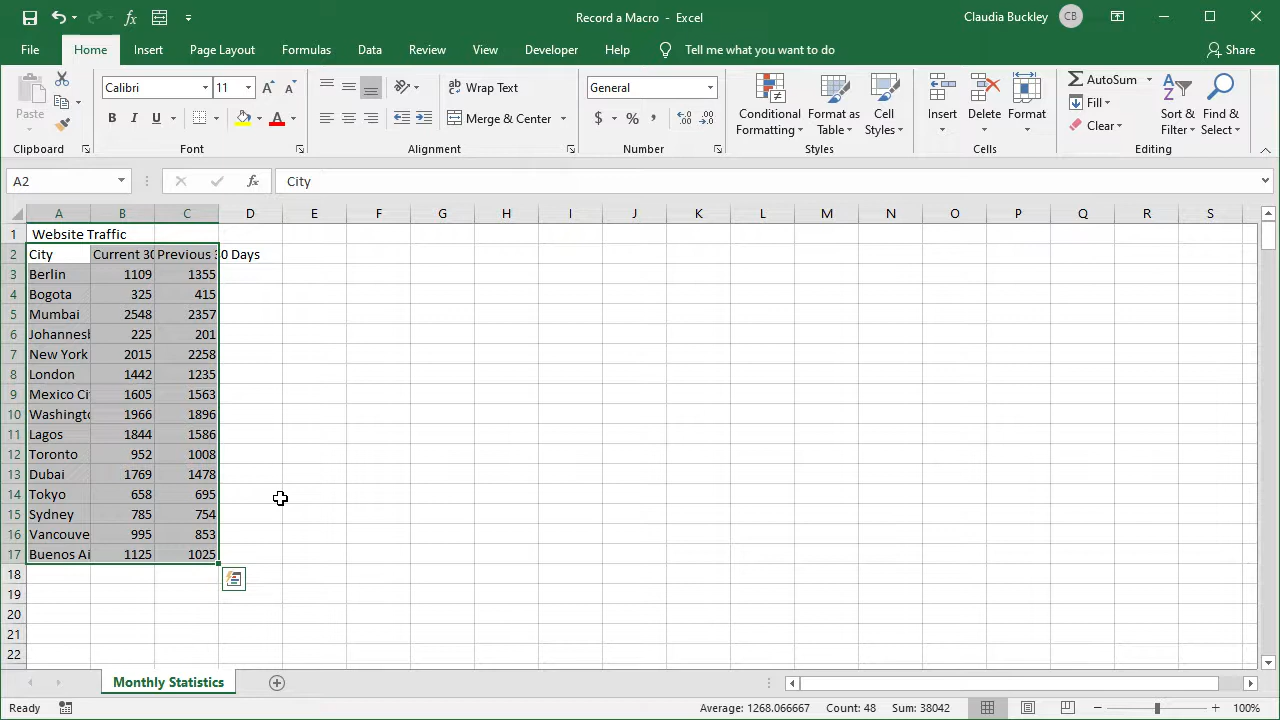 Record a Macro - Excel
Claudia Buckley
CB
File Home Insert Page Layout Formulas Data Review View Developer Help Tell me what you want to do Share
Paste
Clipboard
Calibri 11 A A
B I U A
Font
ab Wrap Text
Merge & Center
Alignment
General
$ % ,
Number
Conditional Formatting
Format as Table
Cell Styles
Styles
Insert Delete Format
Cells
AutoSum
Fill
Clear
Sort & Filter
Find & Select
Editing
A2 fx City
A B C D E F G H I J K L M N O P Q R S
1 Website Traffic
2 City Current 30 Previous 30 Days
3 Berlin 1109 1355
4 Bogota 325 415
5 Mumbai 2548 2357
6 Johannesb 225 201
7 New York 2015 2258
8 London 1442 1235
9 Mexico Ci 1605 1563
10 Washingto 1966 1896
11 Lagos 1844 1586
12 Toronto 952 1008
13 Dubai 1769 1478
14 Tokyo 658 695
15 Sydney 785 754
16 Vancouve 995 853
17 Buenos Ai 1125 1025
18
19
20
21
22
Monthly Statistics
Ready Average: 1268.066667 Count: 48 Sum: 38042 100%